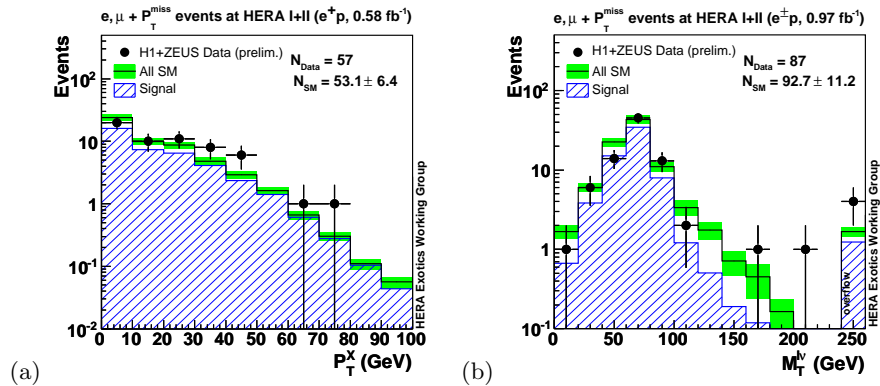 e, μ + P_T^miss events at HERA I+II (e⁺p, 0.58 fb⁻¹)
Events
10²
10
1
10⁻¹
10⁻²
H1+ZEUS Data (prelim.)
All SM
Signal
N_Data = 57
N_SM = 53.1 ± 6.4
0 10 20 30 40 50 60 70 80 90 100
P_T^X (GeV)
HERA Exotics Working Group
(a)
e, μ + P_T^miss events at HERA I+II (e±p, 0.97 fb⁻¹)
Events
10²
10
1
10⁻¹
H1+ZEUS Data (prelim.)
All SM
Signal
N_Data = 87
N_SM = 92.7 ± 11.2
overflow
0 50 100 150 200 250
M_T^lν (GeV)
HERA Exotics Working Group
(b)